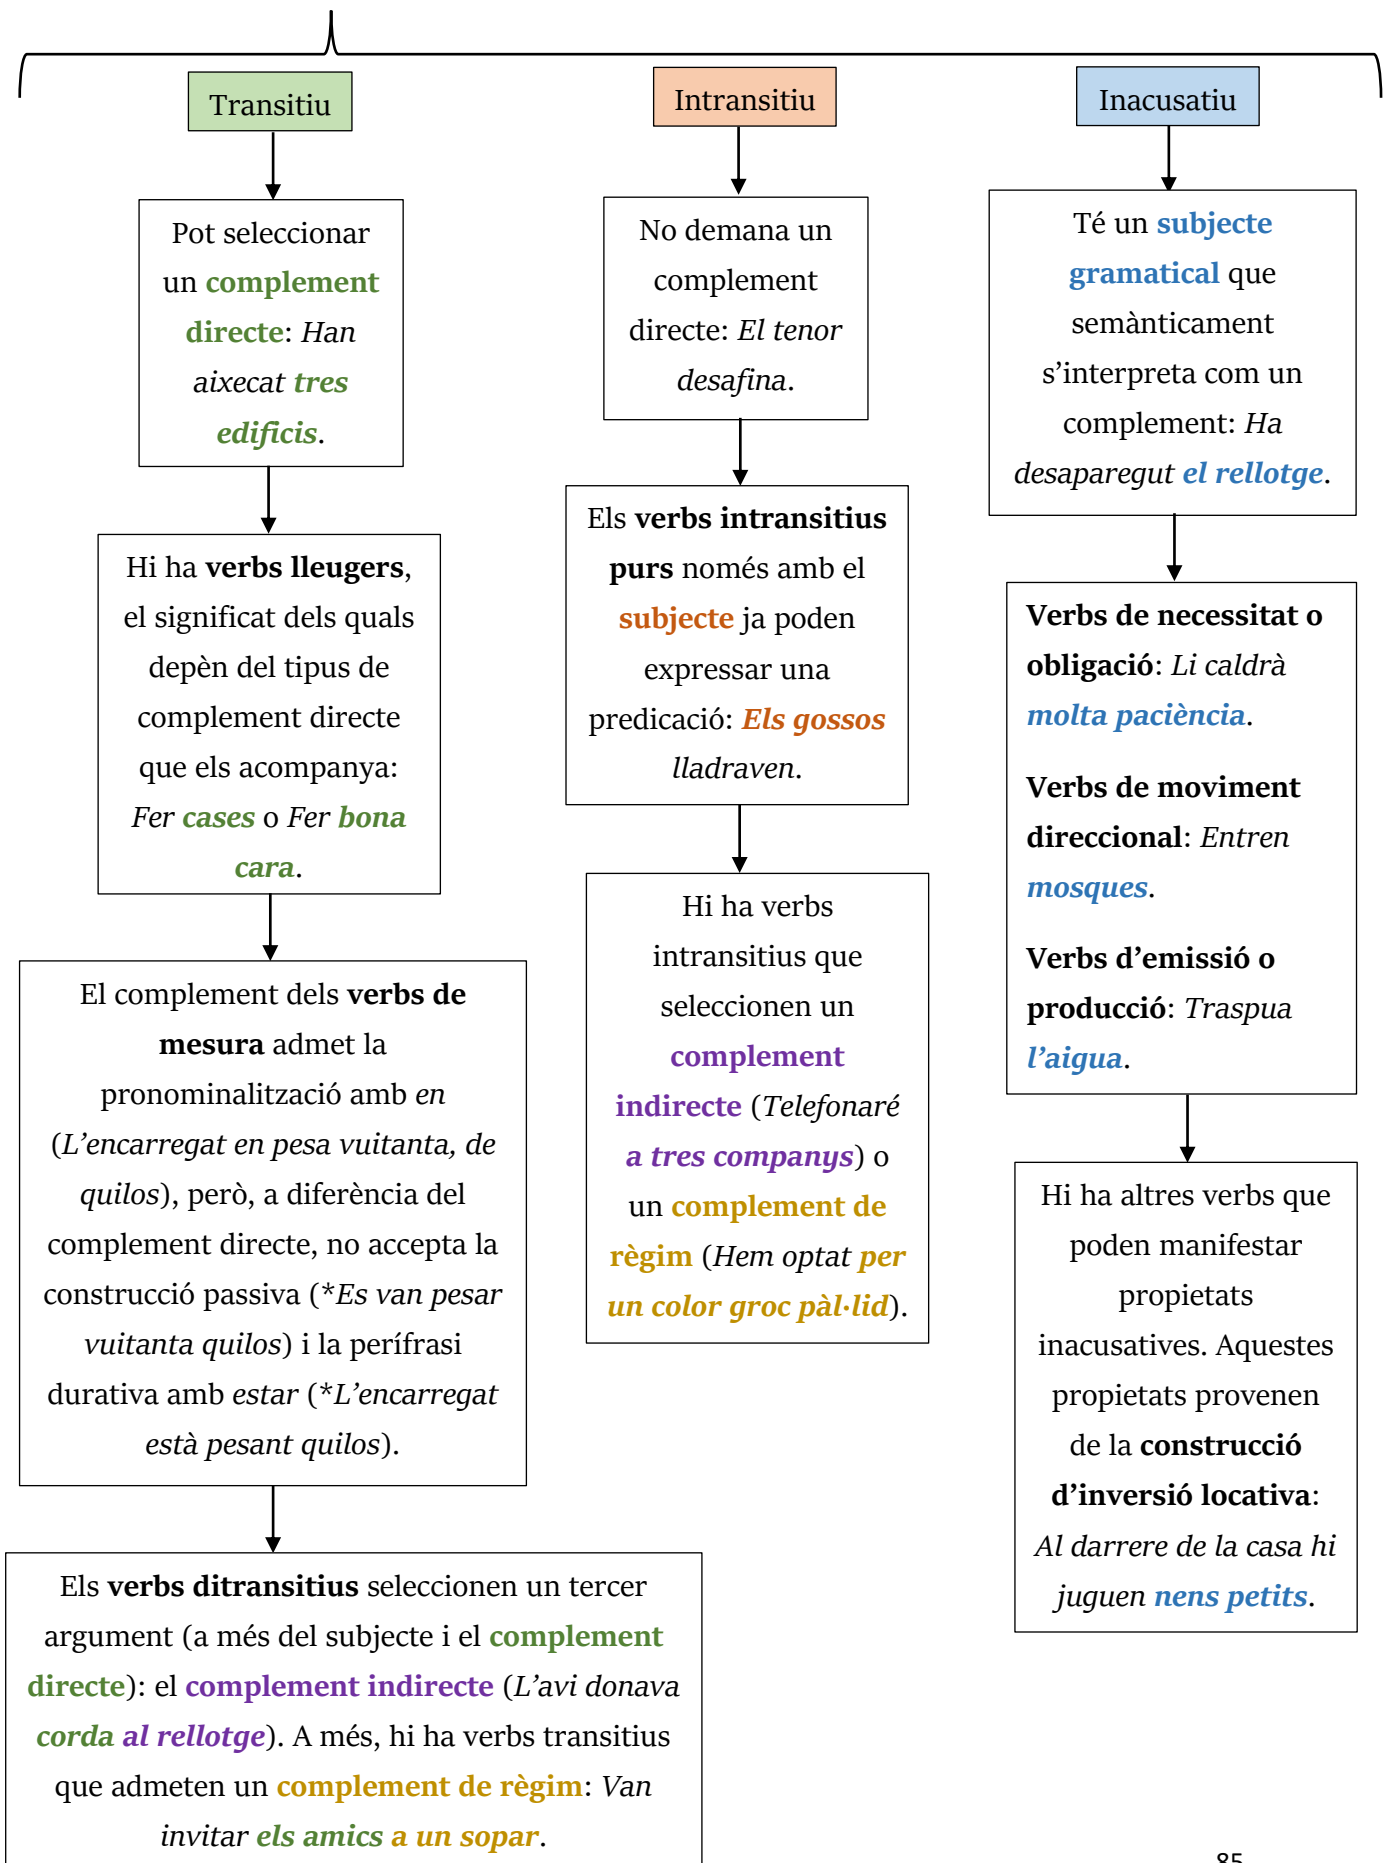 Transitiu
Pot seleccionar
un complement
directe: Han
aixecat tres
edificis.
Hi ha verbs lleugers,
el significat dels quals
depèn del tipus de
complement directe
que els acompanya:
Fer cases o Fer bona
cara.
El complement dels verbs de
mesura admet la
pronominalització amb en
(L’encarregat en pesa vuitanta, de
quilos), però, a diferència del
complement directe, no accepta la
construcció passiva (*Es van pesar
vuitanta quilos) i la perífrasi
durativa amb estar (*L’encarregat
està pesant quilos).
Els verbs ditransitius seleccionen un tercer
argument (a més del subjecte i el complement
directe): el complement indirecte (L’avi donava
corda al rellotge). A més, hi ha verbs transitius
que admeten un complement de règim: Van
invitar els amics a un sopar.
Intransitiu
No demana un
complement
directe: El tenor
desafina.
Els verbs intransitius
purs només amb el
subjecte ja poden
expressar una
predicació: Els gossos
lladraven.
Hi ha verbs
intransitius que
seleccionen un
complement
indirecte (Telefonaré
a tres companys) o
un complement de
règim (Hem optat per
un color groc pàl·lid).
Inacusatiu
Té un subjecte
gramatical que
semànticament
s’interpreta com un
complement: Ha
desaparegut el rellotge.
Verbs de necessitat o
obligació: Li caldrà
molta paciència.
Verbs de moviment
direccional: Entren
mosques.
Verbs d’emissió o
producció: Traspua
l’aigua.
Hi ha altres verbs que
poden manifestar
propietats
inacusatives. Aquestes
propietats provenen
de la construcció
d’inversió locativa:
Al darrere de la casa hi
juguen nens petits.
85